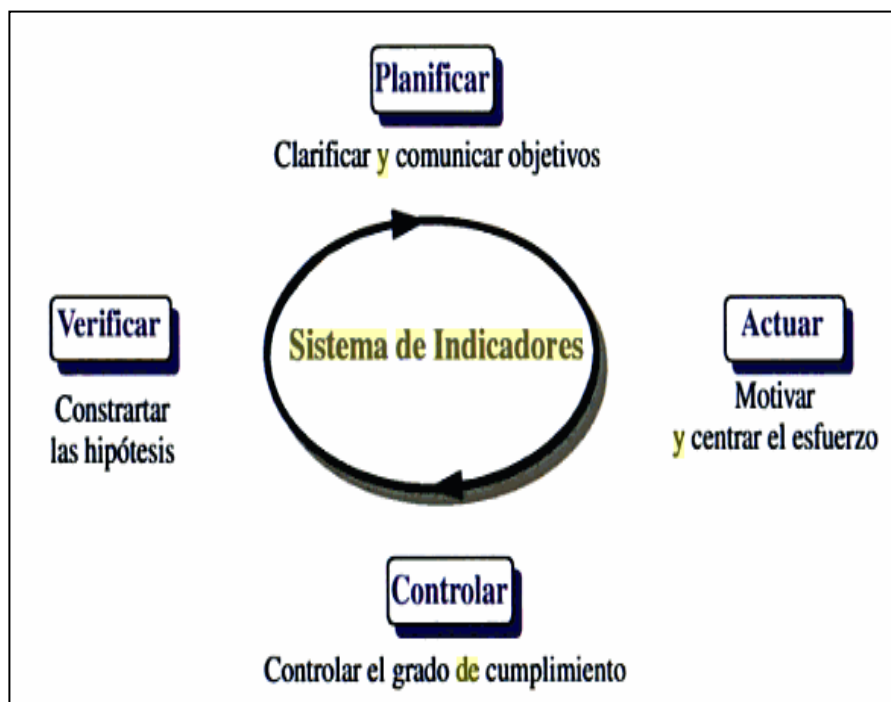 Planificar
Clarificar y comunicar objetivos
Verificar
Constrartar
las hipótesis
Sistema de Indicadores
Actuar
Motivar
y centrar el esfuerzo
Controlar
Controlar el grado de cumplimiento